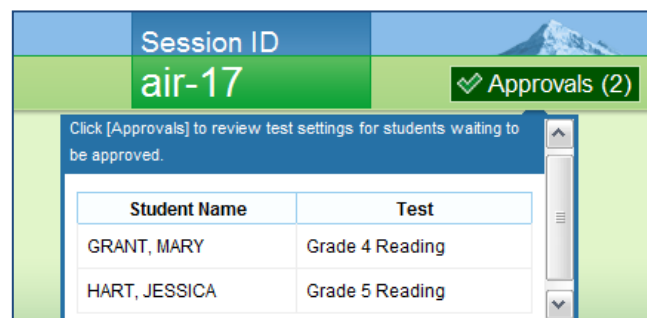 Session ID
air-17
Approvals (2)
Click [Approvals] to review test settings for students waiting to
be approved.
Student Name Test
GRANT, MARY Grade 4 Reading
HART, JESSICA Grade 5 Reading